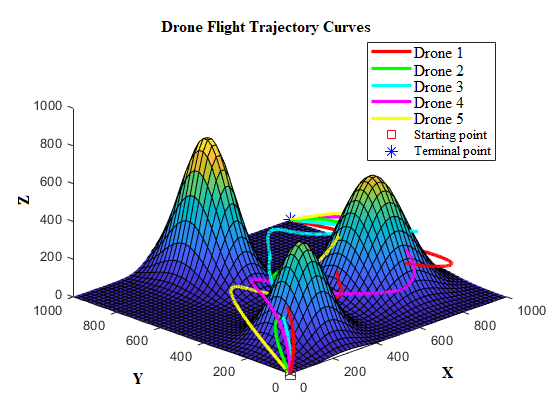 Drone Flight Trajectory Curves
Drone 1
Drone 2
Drone 3
Drone 4
Drone 5
Starting point
Terminal point
1000
800
600
400
200
0
Z
1000
800
600
400
200
0
Y
0
200
400
600
800
1000
X